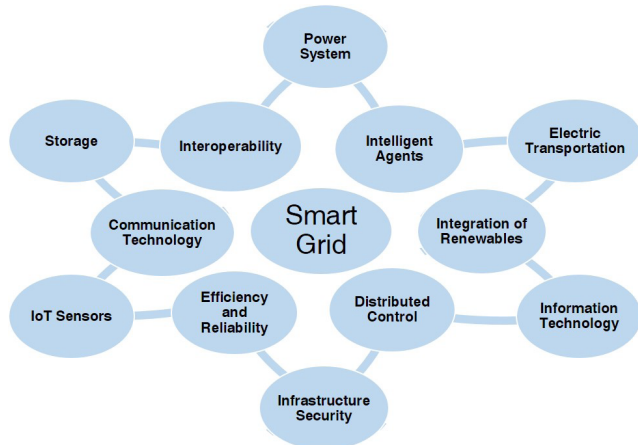 Power
System
Storage
Interoperability
Intelligent
Agents
Electric
Transportation
Communication
Technology
Smart
Grid
Integration of
Renewables
IoT Sensors
Efficiency
and
Reliability
Distributed
Control
Information
Technology
Infrastructure
Security